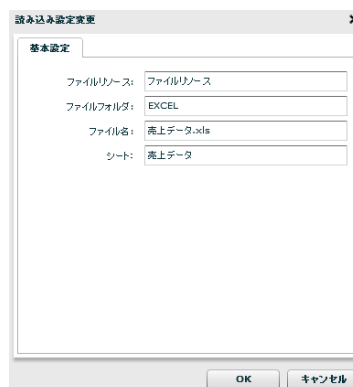 読み込み設定変更
基本設定
ファイルリソース: ファイルリソース
ファイルフォルダ: EXCEL
ファイル名: 売上データ.xls
シート: 売上データ
OK キャンセル